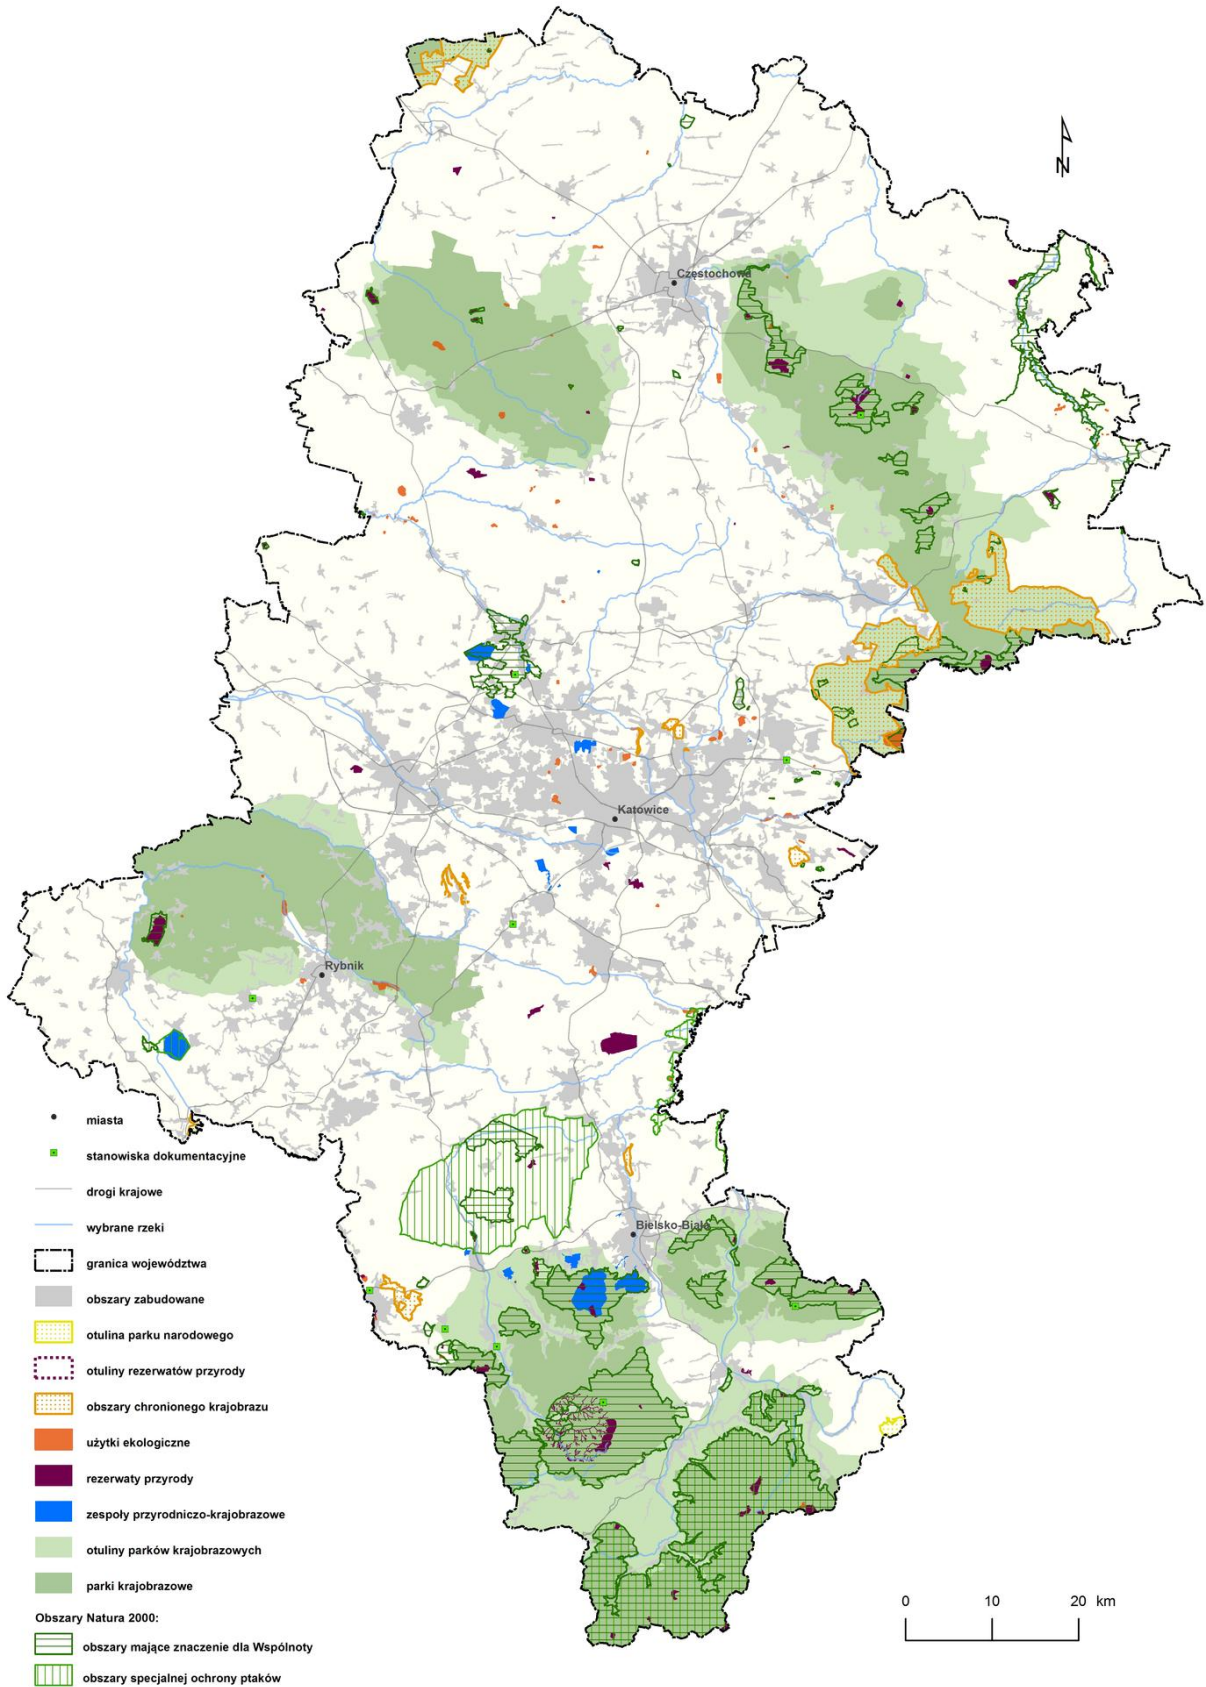 N
Częstochowa
Katowice
Rybnik
Bielsko-Biała
miasta
stanowiska dokumentacyjne
drogi krajowe
wybrane rzeki
granica województwa
obszary zabudowane
otulina parku narodowego
otuliny rezerwatów przyrody
obszary chronionego krajobrazu
użytki ekologiczne
rezerwaty przyrody
zespoły przyrodniczo-krajobrazowe
otuliny parków krajobrazowych
parki krajobrazowe
Obszary Natura 2000:
obszary mające znaczenie dla Wspólnoty
obszary specjalnej ochrony ptaków
0 10 20 km